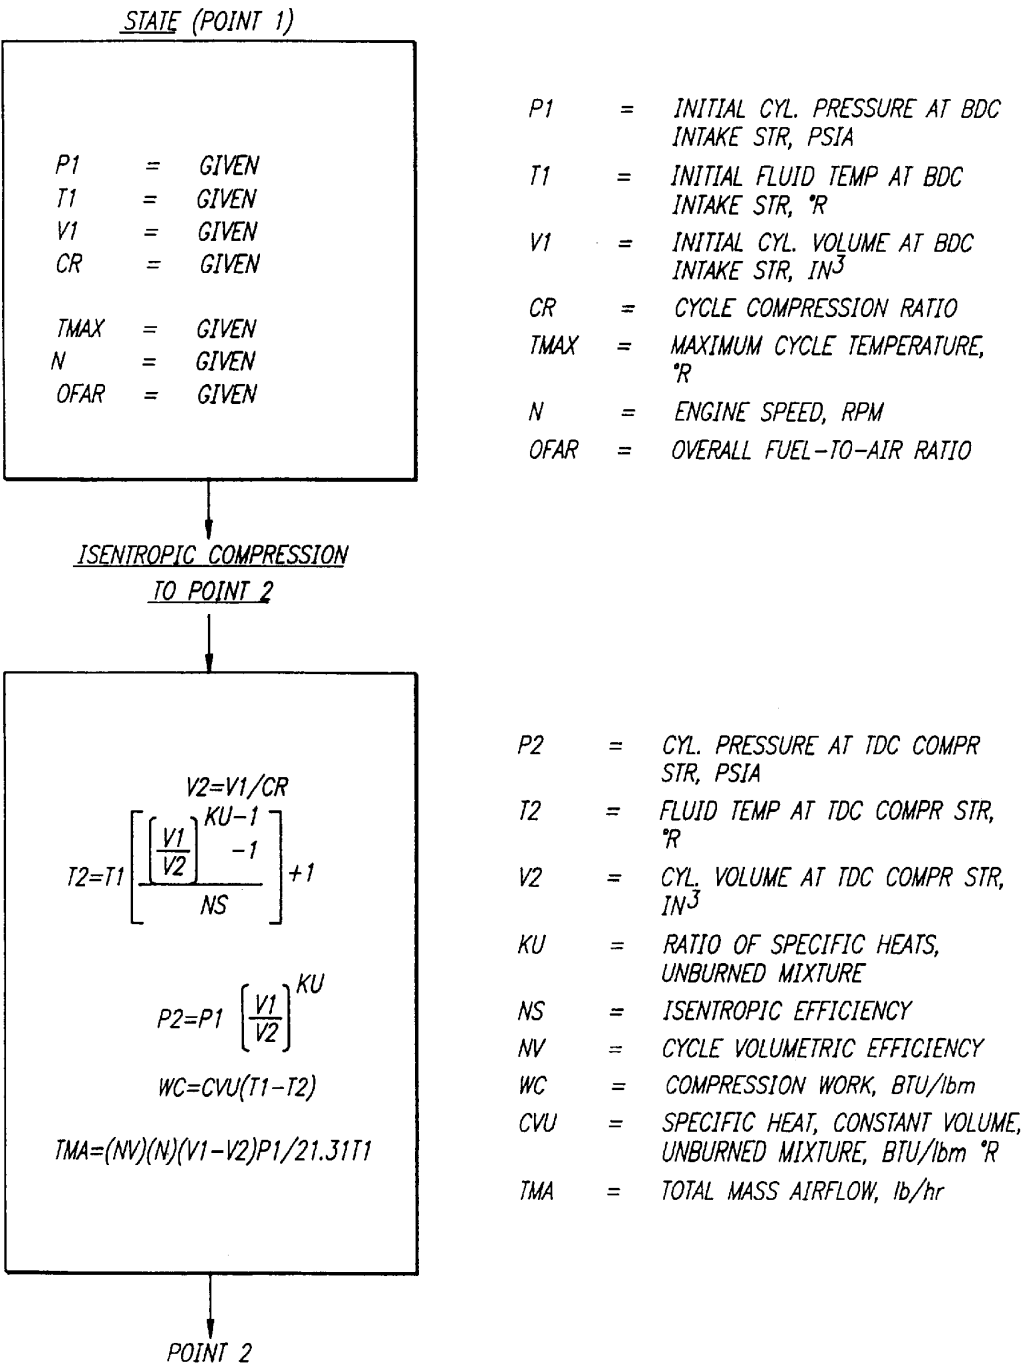 STATE (POINT 1)
P1 = GIVEN
T1 = GIVEN
V1 = GIVEN
CR = GIVEN
TMAX = GIVEN
N = GIVEN
OFAR = GIVEN
P1 = INITIAL CYL. PRESSURE AT BDC
INTAKE STR, PSIA
T1 = INITIAL FLUID TEMP AT BDC
INTAKE STR, °R
V1 = INITIAL CYL. VOLUME AT BDC
INTAKE STR, IN³
CR = CYCLE COMPRESSION RATIO
TMAX = MAXIMUM CYCLE TEMPERATURE,
°R
N = ENGINE SPEED, RPM
OFAR = OVERALL FUEL-TO-AIR RATIO
ISENTROPIC COMPRESSION
TO POINT 2
V2=V1/CR
T2=T1[((V1/V2)^KU-1 -1)/NS]+1
P2=P1 (V1/V2)^KU
WC=CVU(T1-T2)
TMA=(NV)(N)(V1-V2)P1/21.31T1
P2 = CYL. PRESSURE AT TDC COMPR
STR, PSIA
T2 = FLUID TEMP AT TDC COMPR STR,
°R
V2 = CYL. VOLUME AT TDC COMPR STR,
IN³
KU = RATIO OF SPECIFIC HEATS,
UNBURNED MIXTURE
NS = ISENTROPIC EFFICIENCY
NV = CYCLE VOLUMETRIC EFFICIENCY
WC = COMPRESSION WORK, BTU/lbm
CVU = SPECIFIC HEAT, CONSTANT VOLUME,
UNBURNED MIXTURE, BTU/lbm °R
TMA = TOTAL MASS AIRFLOW, lb/hr
POINT 2